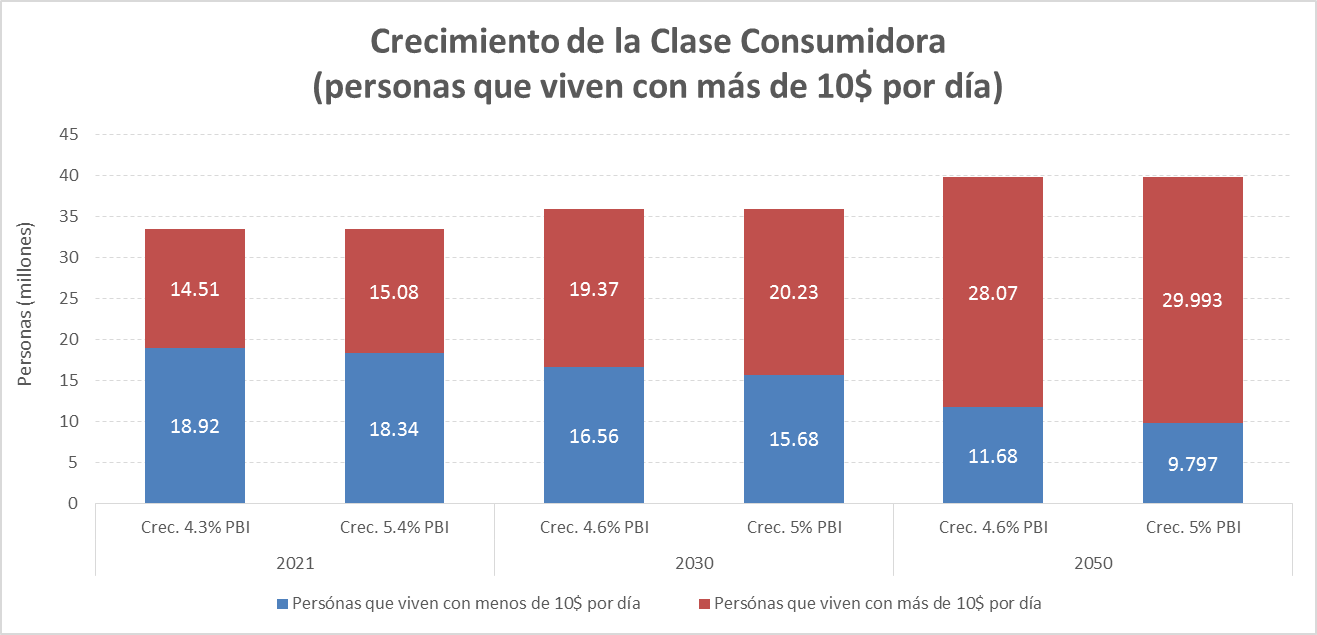 Crecimiento de la Clase Consumidora
(personas que viven con más de 10$ por día)
Personas (millones)
45
40
35
30
25
20
15
10
5
0
14.51
15.08
19.37
20.23
28.07
29.993
18.92
18.34
16.56
15.68
11.68
9.797
Crec. 4.3% PBI
Crec. 5.4% PBI
Crec. 4.6% PBI
Crec. 5% PBI
Crec. 4.6% PBI
Crec. 5% PBI
2021
2030
2050
Persónas que viven con menos de 10$ por día
Persónas que viven con más de 10$ por día